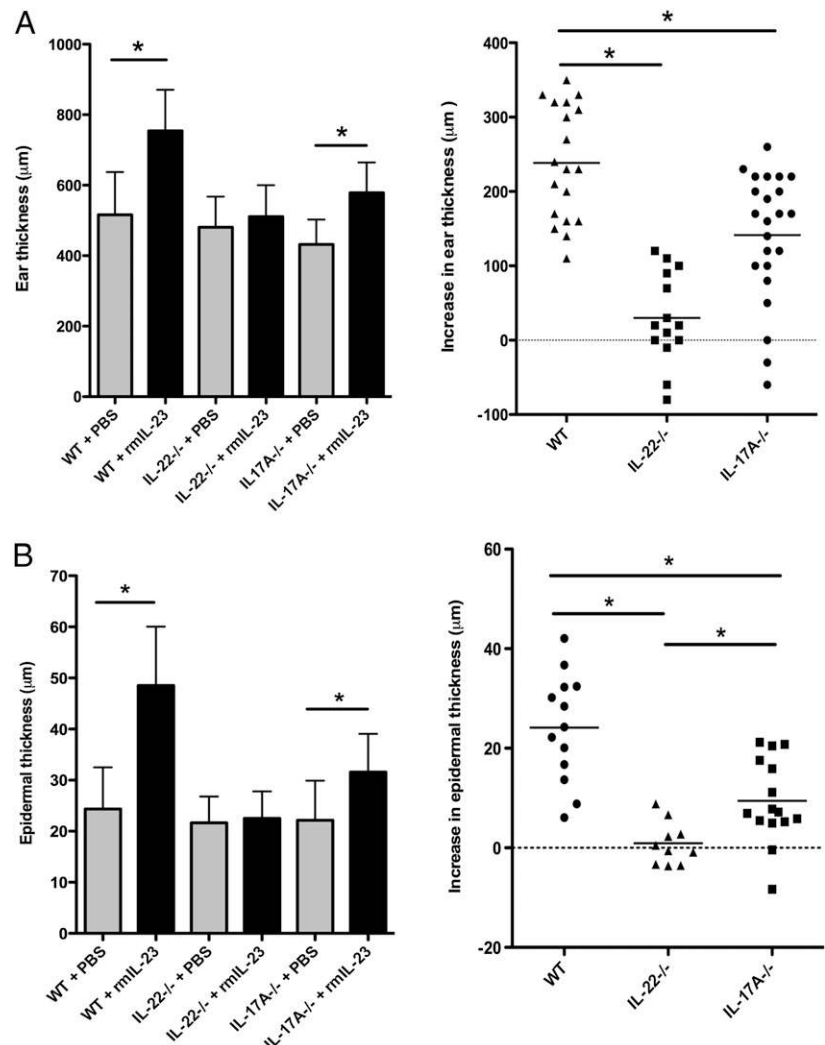 A
1000
800
600
400
200
0
Ear thickness (μm)
*
*
WT + PBS
WT + rmIL-23
IL-22-/- + PBS
IL-22-/- + rmIL-23
IL17A-/- + PBS
IL-17A-/- + rmIL-23
400
300
200
100
0
-100
Increase in ear thickness (μm )
*
*
WT
IL-22-/-
IL-17A-/-
B
70
60
50
40
30
20
10
0
Epidermal thickness (μm)
*
*
WT + PBS
WT + rmIL-23
IL-22-/- + PBS
IL-22-/- + rmIL-23
IL-17A-/- + PBS
IL-17A-/- + rmIL-23
60
40
20
0
-20
Increase in epidermal thickness (μm)
*
*
*
WT
IL-22-/-
IL-17A-/-